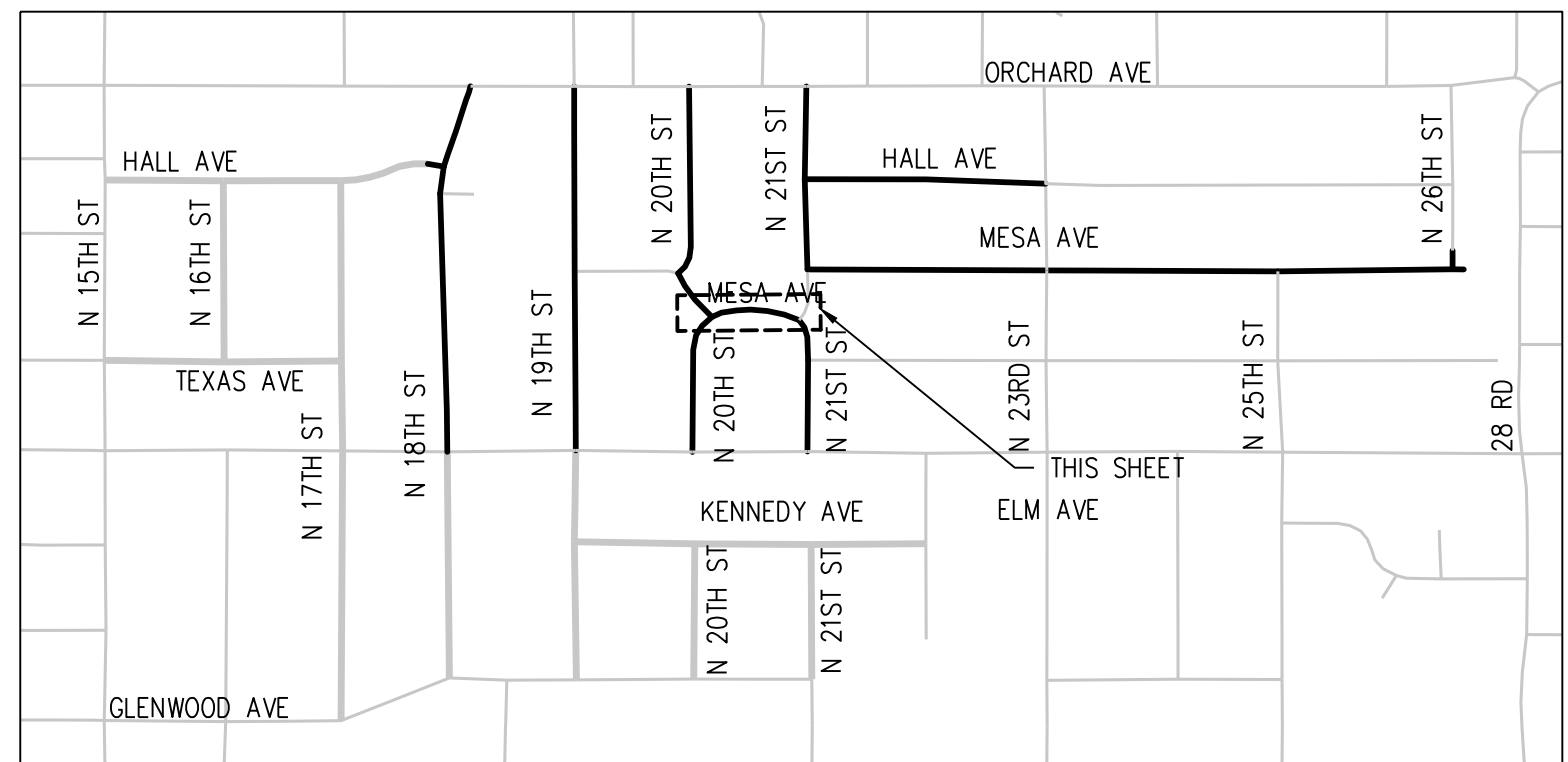 ORCHARD AVE
HALL AVE
HALL AVE
N 20TH ST
N 21ST ST
N 26TH ST
N 15TH ST
N 16TH ST
MESA AVE
MESA AVE
N 19TH ST
N 20TH ST
N 21ST ST
N 23RD ST
N 25TH ST
TEXAS AVE
N 18TH ST
N 17TH ST
28 RD
THIS SHEET
KENNEDY AVE
ELM AVE
N 20TH ST
N 21ST ST
GLENWOOD AVE